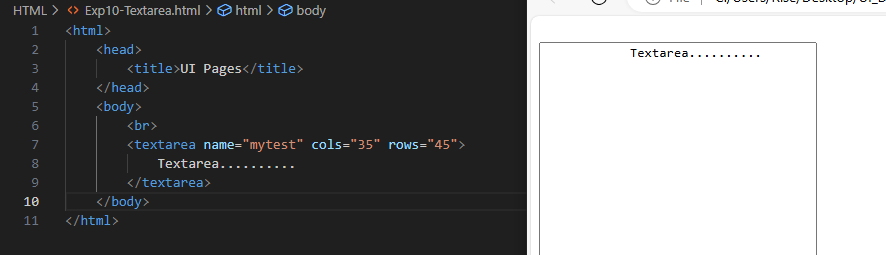 HTML > <> Exp10-Textarea.html > html > body
1 <html>
2 <head>
3 <title>UI Pages</title>
4 </head>
5 <body>
6 <br>
7 <textarea name="mytest" cols="35" rows="45">
8 Textarea..........
9 </textarea>
10 </body>
11 </html>
Textarea..........